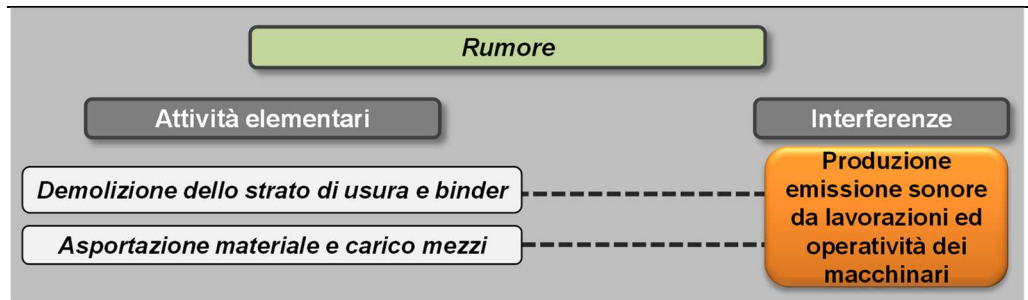 Rumore
Attività elementari
Interferenze
Demolizione dello strato di usura e binder
Asportazione materiale e carico mezzi
Produzione
emissione sonore
da lavorazioni ed
operatività dei
macchinari